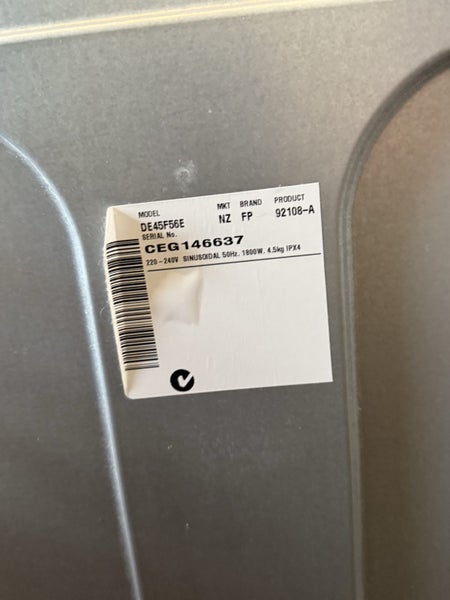 MODEL MKT BRAND PRODUCT
DE45F56E NZ FP 92108-A
SERIAL No.
CEG146637
220-240V SINUSOIDAL 50Hz. 1800W. 4.5kg IPX4